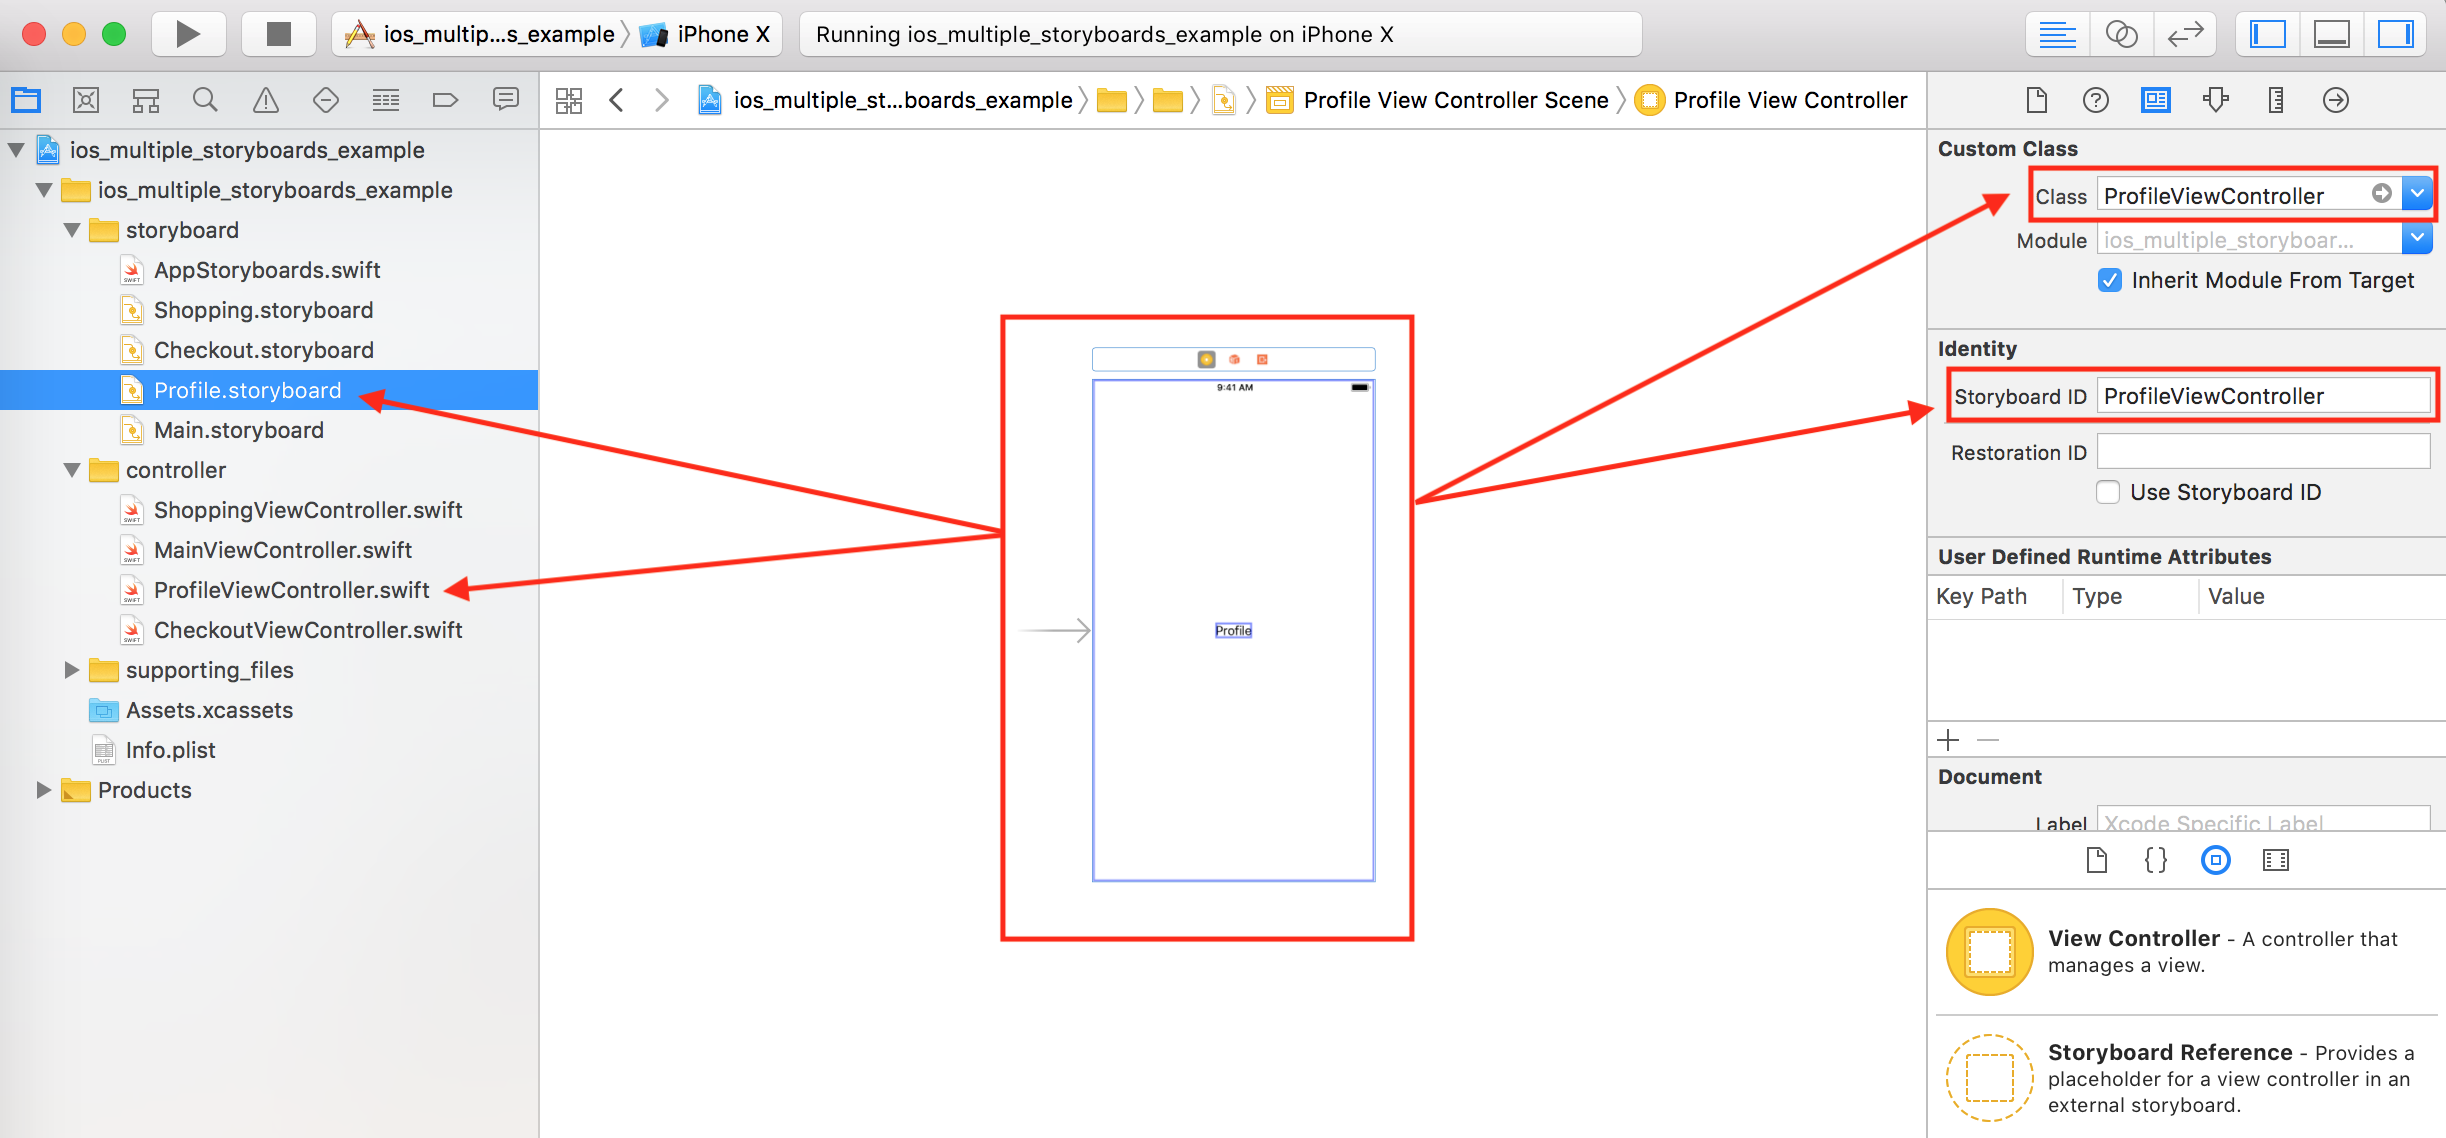 ios_multip...s_example
iPhone X
Running ios_multiple_storyboards_example on iPhone X
ios_multiple_st...boards_example
Profile View Controller Scene
Profile View Controller
ios_multiple_storyboards_example
ios_multiple_storyboards_example
storyboard
AppStoryboards.swift
Shopping.storyboard
Checkout.storyboard
Profile.storyboard
Main.storyboard
controller
ShoppingViewController.swift
MainViewController.swift
ProfileViewController.swift
CheckoutViewController.swift
supporting_files
Assets.xcassets
Info.plist
Products
9:41 AM
Profile
Custom Class
Class ProfileViewController
Module ios_multiple_storyboar...
Inherit Module From Target
Identity
Storyboard ID ProfileViewController
Restoration ID
Use Storyboard ID
User Defined Runtime Attributes
Key Path Type Value
Document
Label Xcode Specific Label
View Controller - A controller that
manages a view.
Storyboard Reference - Provides a
placeholder for a view controller in an
external storyboard.